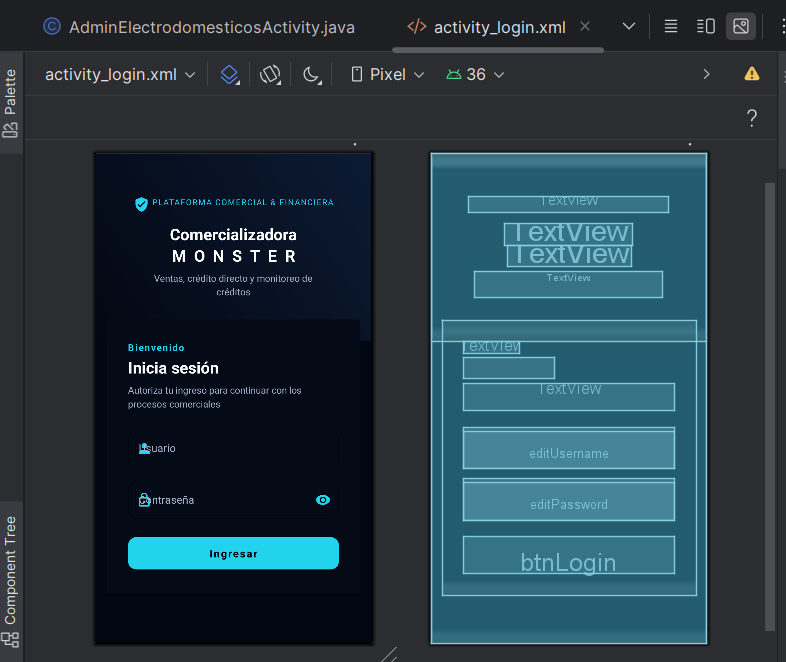 AdminElectrodomesticosActivity.java
activity_login.xml
Palette
activity_login.xml
Pixel
36
?
PLATAFORMA COMERCIAL & FINANCIERA
Comercializadora
MONSTER
Ventas, crédito directo y monitoreo de
créditos
Bienvenido
Inicia sesión
Autoriza tu ingreso para continuar con los
procesos comerciales
Usuario
Contraseña
Ingresar
TextView
TextView
TextView
TextView
TextView
TextView
editUsername
editPassword
btnLogin
Component Tree